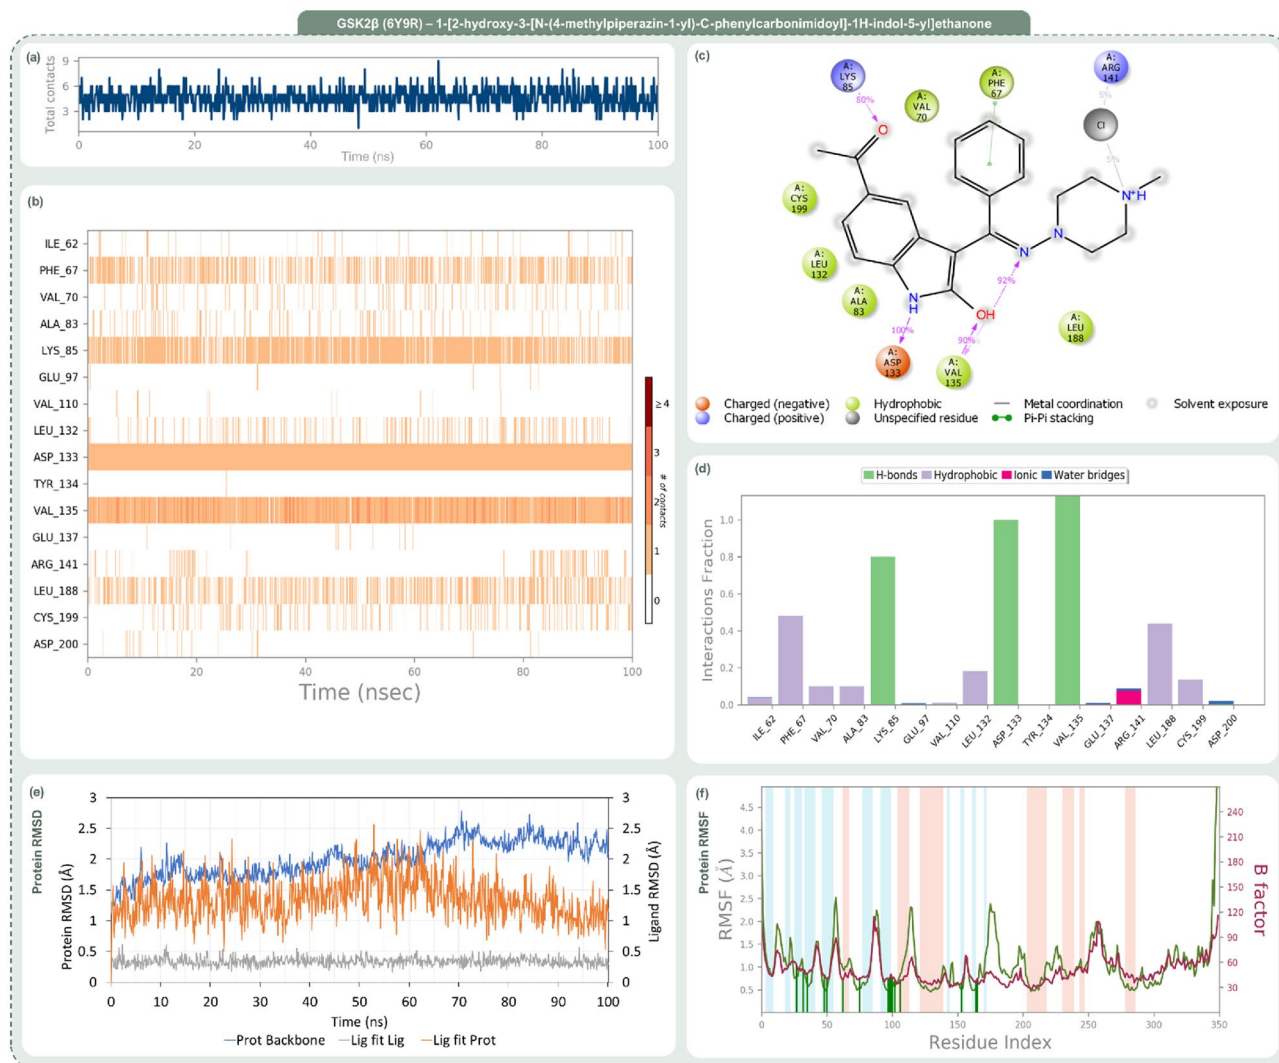 GSK2β (6Y9R) – 1-[2-hydroxy-3-[N-(4-methylpiperazin-1-yl)-C-phenylcarbonimidoyl]-1H-indol-5-yl]ethanone
(a)
Total contacts
9
6
3
0 20 40 60 80 100
Time (ns)
(b)
ILE_62
PHE_67
VAL_70
ALA_83
LYS_85
GLU_97
VAL_110
LEU_132
ASP_133
TYR_134
VAL_135
GLU_137
ARG_141
LEU_188
CYS_199
ASP_200
0 20 40 60 80 100
Time (nsec)
≥4
3
2
1
0
# of contacts
(c)
A:
LYS
85
80%
A:
VAL
70
A:
PHE
67
A:
ARG
141
5%
Cl
5%
O
A:
CYS
199
N⁺H
N
N
A:
LEU
132
A:
ALA
83
N
H
92%
OH
100%
90%
A:
LEU
188
A:
ASP
133
A:
VAL
135
Charged (negative) Hydrophobic Metal coordination Solvent exposure
Charged (positive) Unspecified residue Pi-Pi stacking
(d)
H-bonds Hydrophobic Ionic Water bridges
Interactions Fraction
1.0
0.8
0.6
0.4
0.2
0.0
ILE_62 PHE_67 VAL_70 ALA_83 LYS_85 GLU_97 VAL_110 LEU_132 ASP_133 TYR_134 VAL_135 GLU_137 ARG_141 LEU_188 CYS_199 ASP_200
(e)
Protein RMSD
Protein RMSD (Å)
3
2.5
2
1.5
1
0.5
0
3
2.5
2
1.5
1
0.5
0
Ligand RMSD (Å)
0 10 20 30 40 50 60 70 80 90 100
Time (ns)
Prot Backbone Lig fit Lig Lig fit Prot
(f)
Protein RMSF
RMSF (Å)
4.5
4.0
3.5
3.0
2.5
2.0
1.5
1.0
0.5
240
210
180
150
120
90
60
30
B factor
0 50 100 150 200 250 300 350
Residue Index